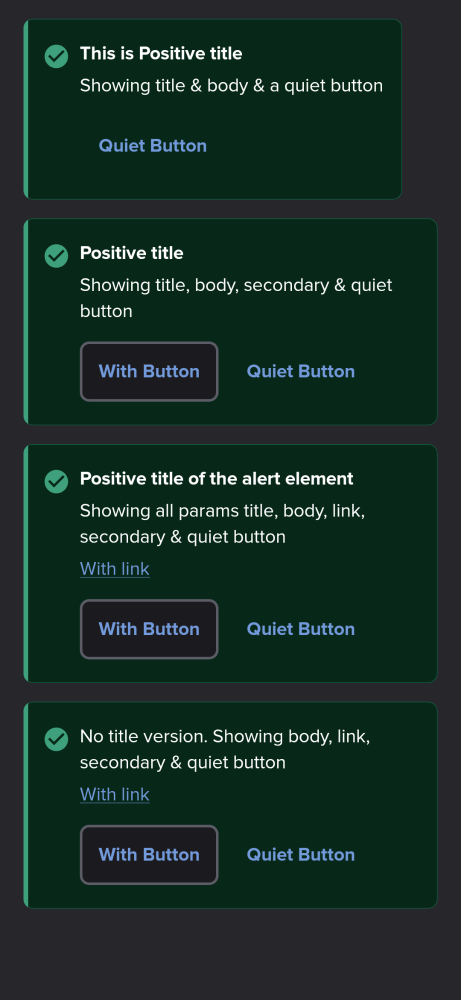 This is Positive title
Showing title & body & a quiet button
Quiet Button
Positive title
Showing title, body, secondary & quiet
button
With Button
Quiet Button
Positive title of the alert element
Showing all params title, body, link,
secondary & quiet button
With link
With Button
Quiet Button
No title version. Showing body, link,
secondary & quiet button
With link
With Button
Quiet Button